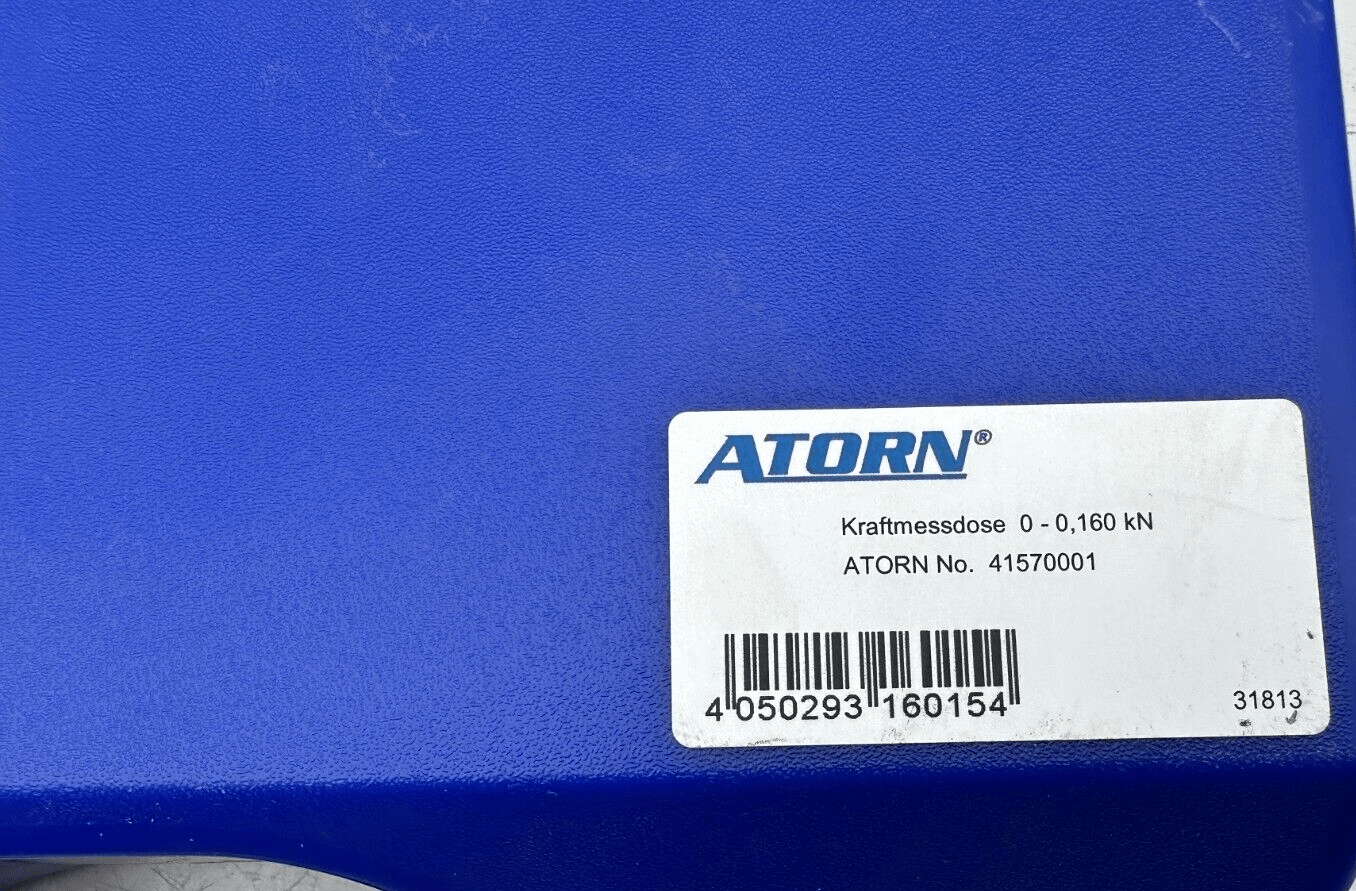 ATORN®
Kraftmessdose 0 - 0,160 kN
ATORN No. 41570001
4 050293 160154
31813